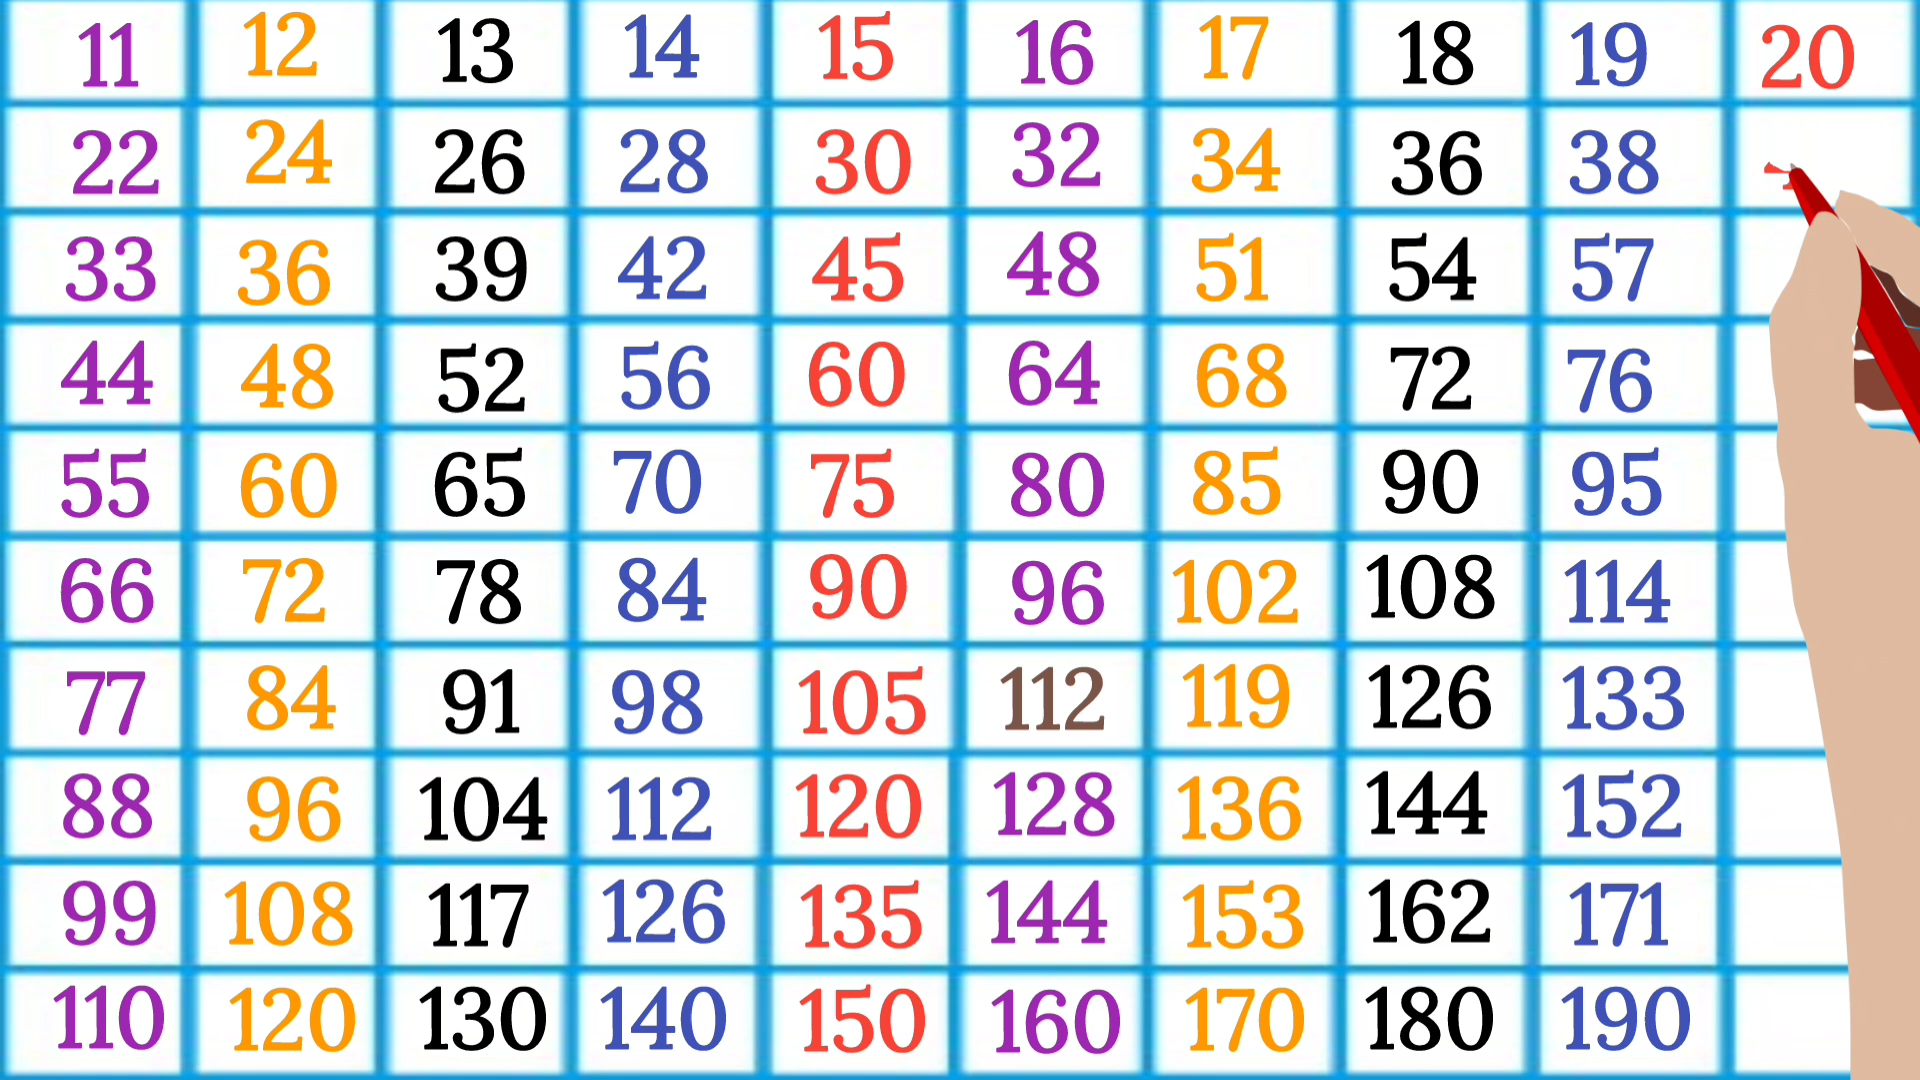 11 12 13 14 15 16 17 18 19 20
22 24 26 28 30 32 34 36 38
33 36 39 42 45 48 51 54 57
44 48 52 56 60 64 68 72 76
55 60 65 70 75 80 85 90 95
66 72 78 84 90 96 102 108 114
77 84 91 98 105 112 119 126 133
88 96 104 112 120 128 136 144 152
99 108 117 126 135 144 153 162 171
110 120 130 140 150 160 170 180 190